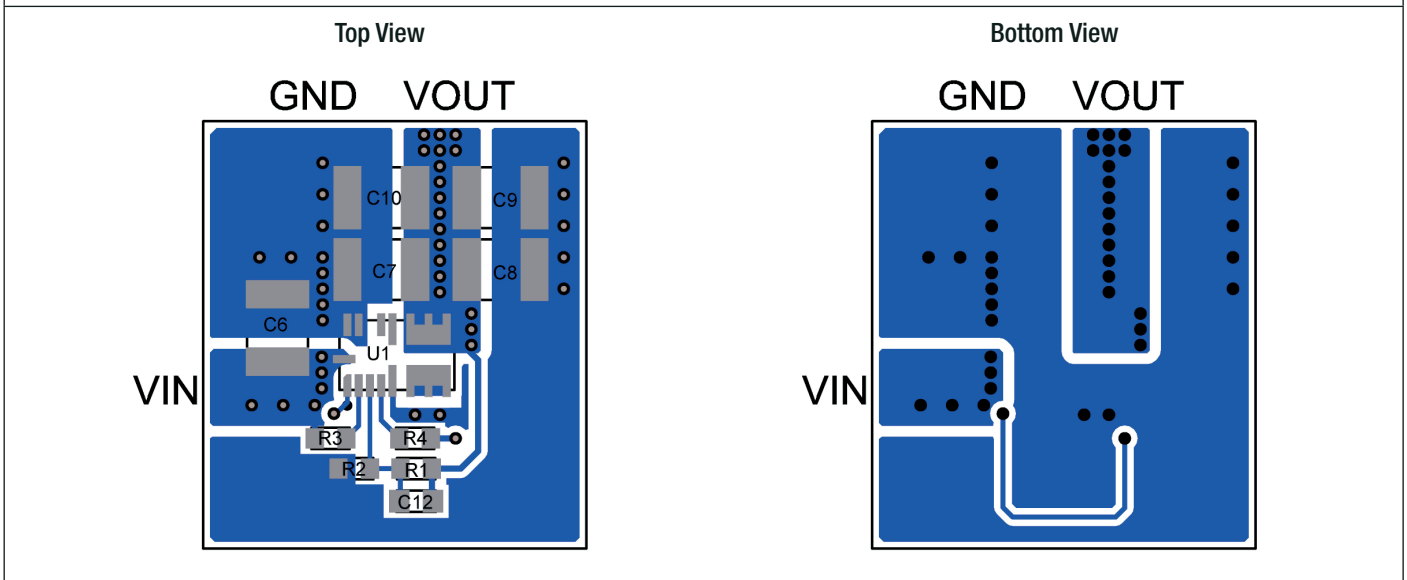 Top View
GND VOUT
C10 C9
C7 C8
C6
U1
VIN
R3 R4
R2 R1
C12
Bottom View
GND VOUT
VIN